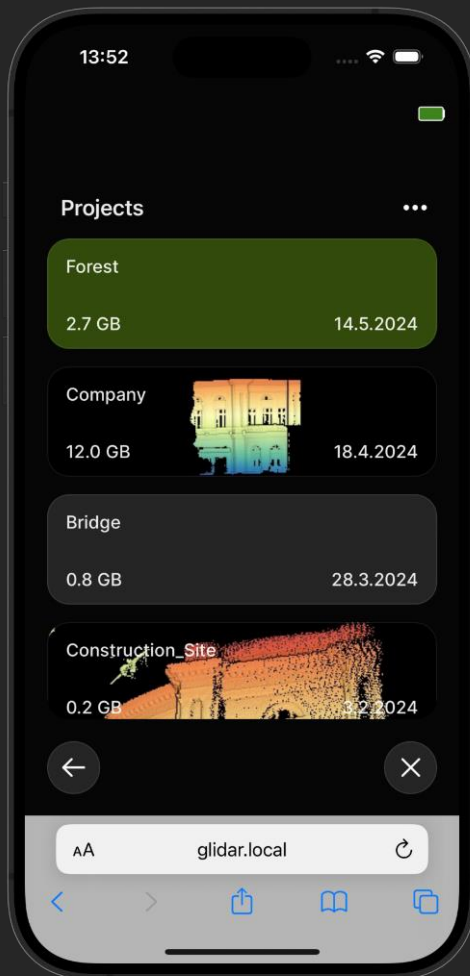 13:52
Projects
Forest
2.7 GB 14.5.2024
Company
12.0 GB 18.4.2024
Bridge
0.8 GB 28.3.2024
Construction_Site
0.2 GB 3.2.2024
AA glidar.local